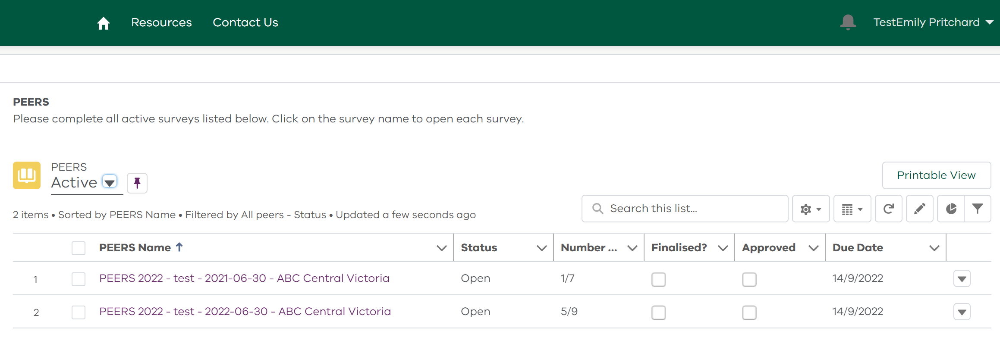 Resources Contact Us TestEmily Pritchard
PEERS
Please complete all active surveys listed below. Click on the survey name to open each survey.
PEERS
Active
Printable View
2 items • Sorted by PEERS Name • Filtered by All peers - Status • Updated a few seconds ago
Search this list...
PEERS Name Status Number ... Finalised? Approved Due Date
1 PEERS 2022 - test - 2021-06-30 - ABC Central Victoria Open 1/7 14/9/2022
2 PEERS 2022 - test - 2022-06-30 - ABC Central Victoria Open 5/9 14/9/2022